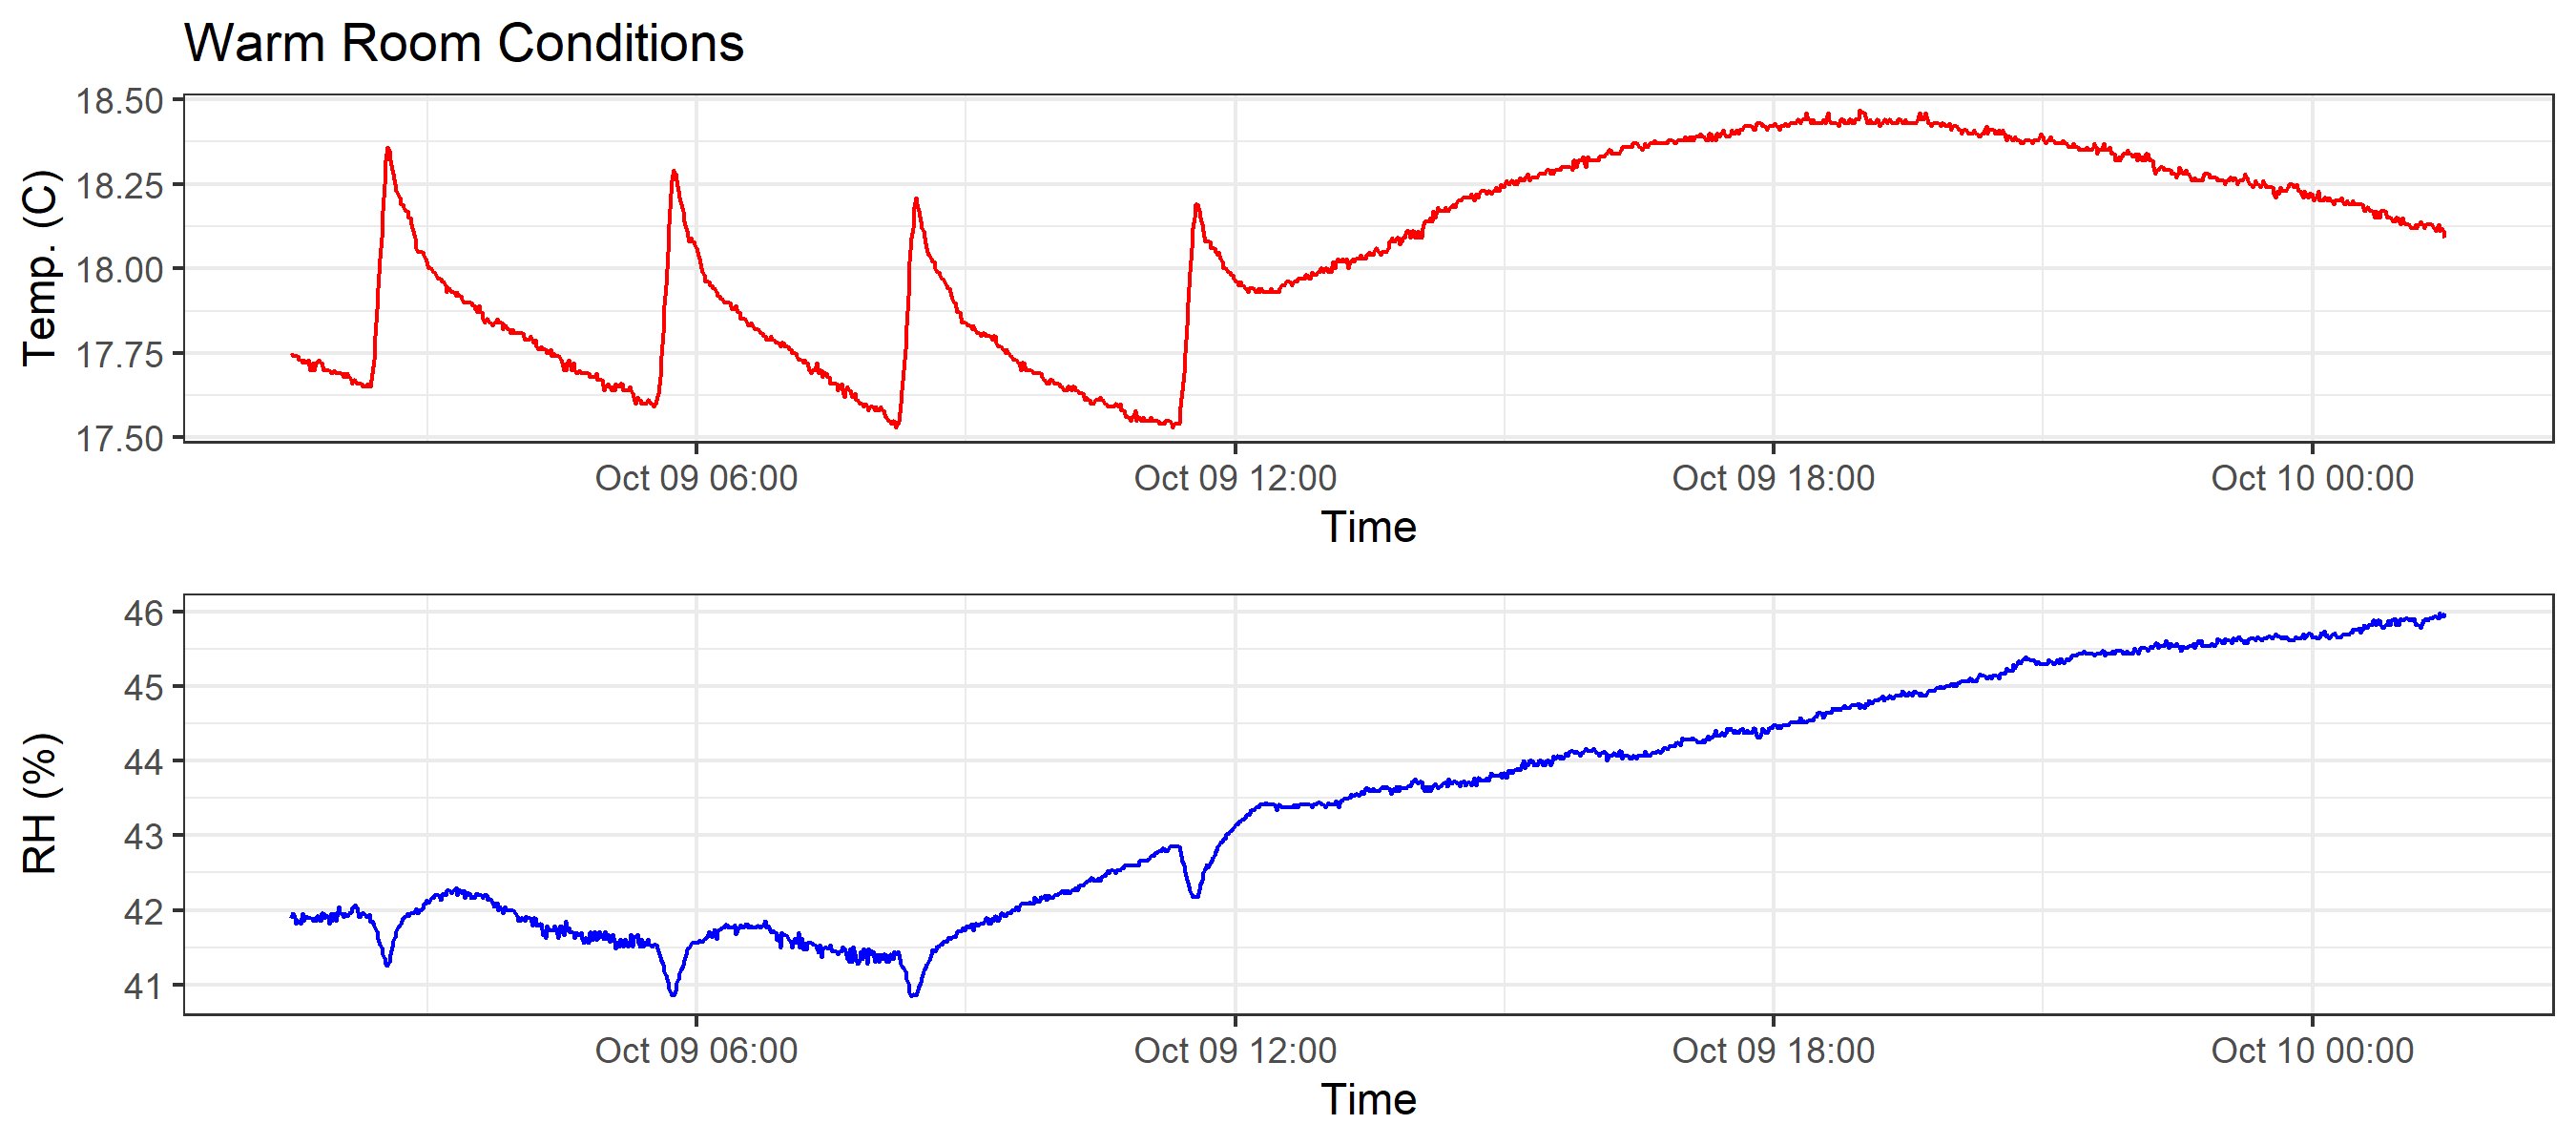 Warm Room Conditions
Temp. (C)
18.50
18.25
18.00
17.75
17.50
Oct 09 06:00 Oct 09 12:00 Oct 09 18:00 Oct 10 00:00
Time
RH (%)
46
45
44
43
42
41
Oct 09 06:00 Oct 09 12:00 Oct 09 18:00 Oct 10 00:00
Time